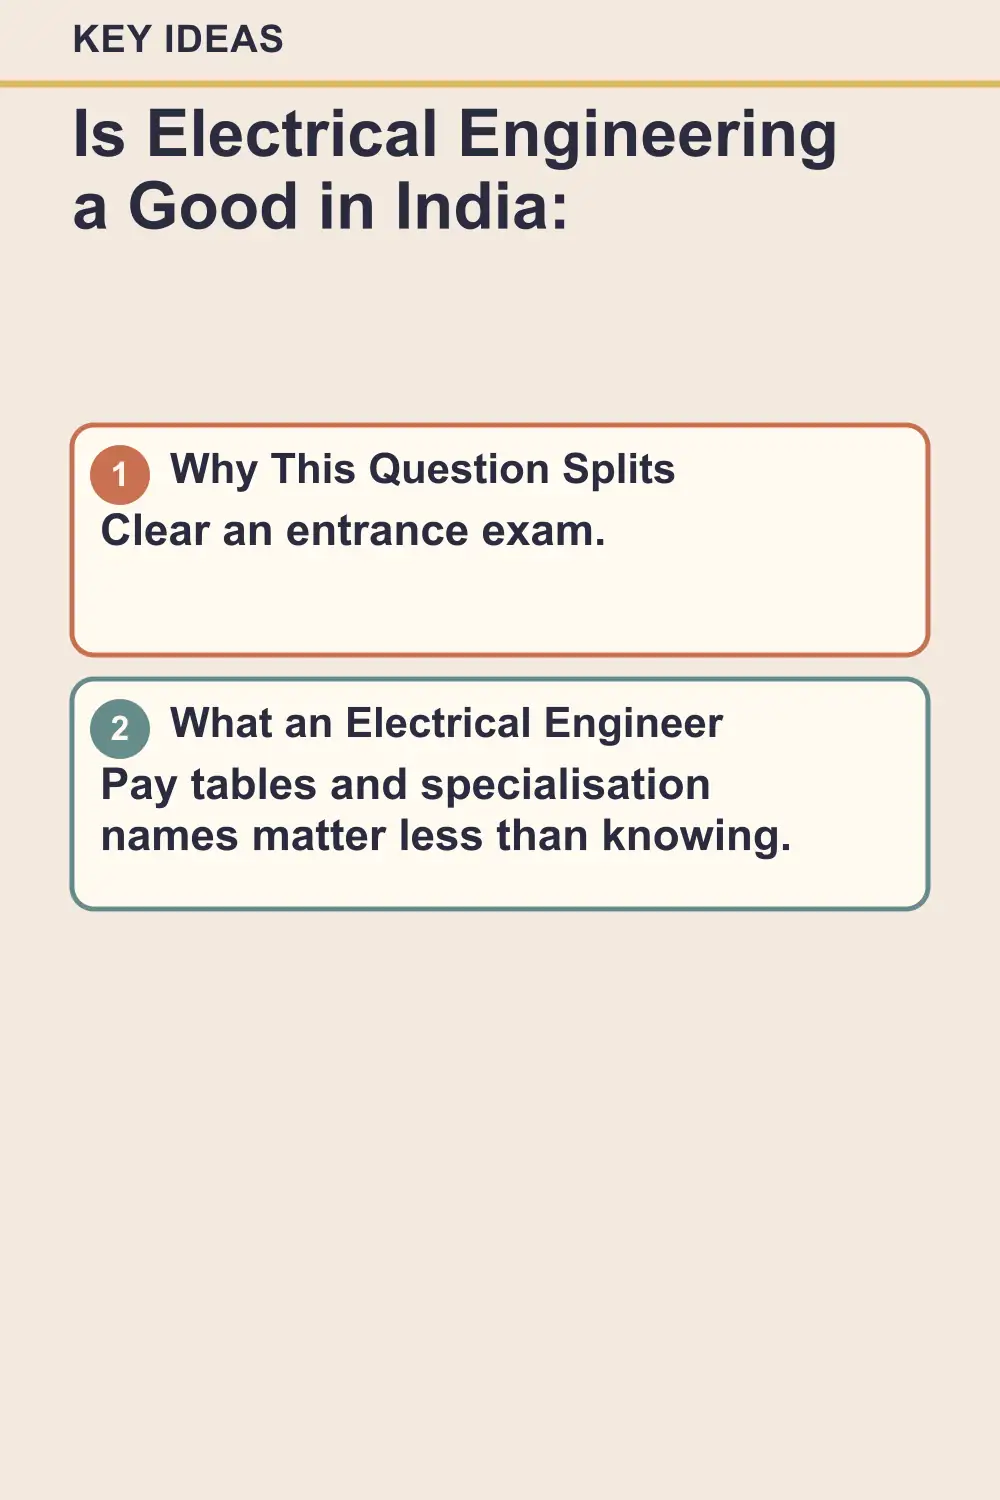 KEY IDEAS
Is Electrical Engineering
a Good in India:
1 Why This Question Splits
Clear an entrance exam.
2 What an Electrical Engineer
Pay tables and specialisation
names matter less than knowing.